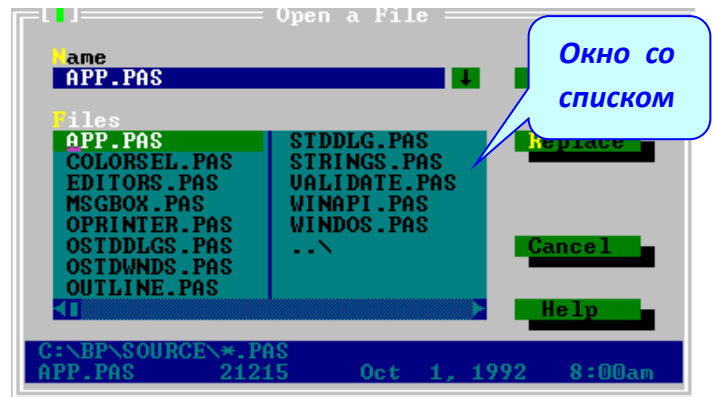 [ ] Open a File
Name
APP.PAS
Окно со
списком
Files
APP.PAS
COLORSEL.PAS
EDITORS.PAS
MSGBOX.PAS
OPRINTER.PAS
OSTDDLGS.PAS
OSTDWNDS.PAS
OUTLINE.PAS
STDDLG.PAS
STRINGS.PAS
VALIDATE.PAS
WINAPI.PAS
WINDOS.PAS
..\
Replace
Cancel
Help
C:\BP\SOURCE\*.PAS
APP.PAS 21215 Oct 1, 1992 8:00am